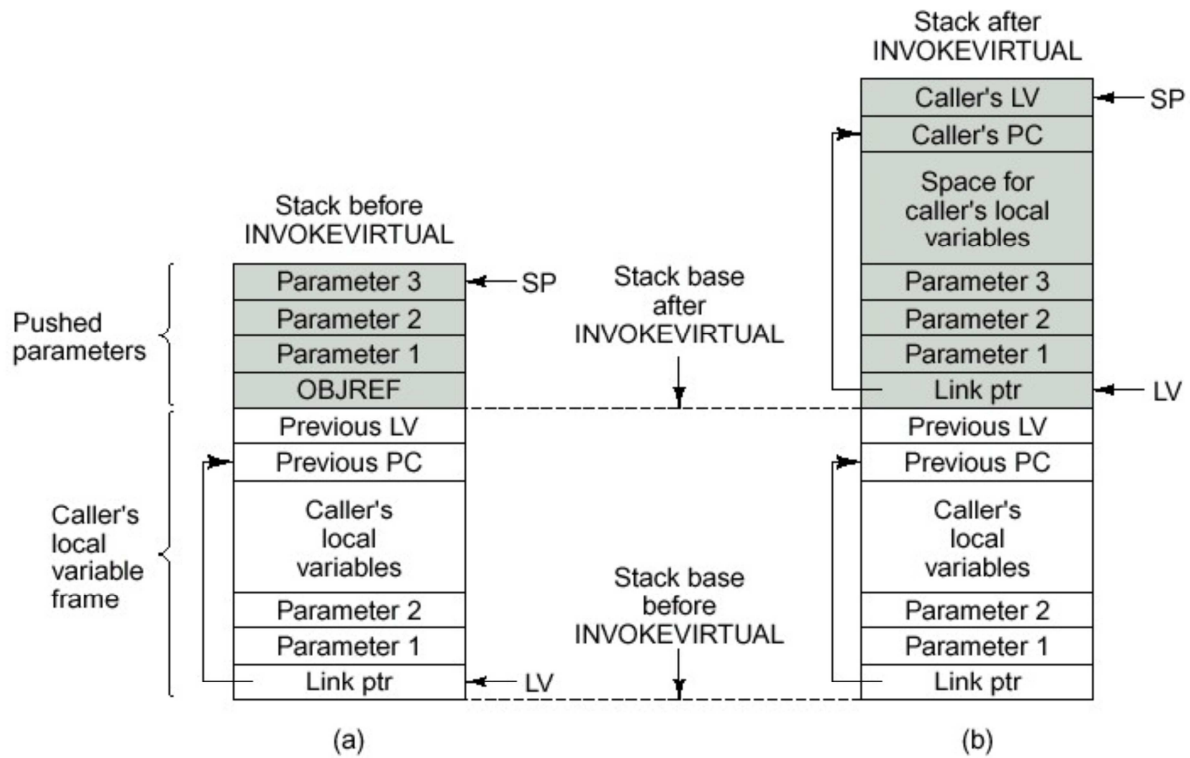 Stack after
INVOKEVIRTUAL
Caller's LV
SP
Caller's PC
Space for
caller's local
variables
Parameter 3
Parameter 2
Parameter 1
Link ptr
LV
Previous LV
Previous PC
Caller's
local
variables
Parameter 2
Parameter 1
Link ptr
(b)
Stack before
INVOKEVIRTUAL
Parameter 3
SP
Parameter 2
Parameter 1
OBJREF
Previous LV
Previous PC
Caller's
local
variables
Parameter 2
Parameter 1
Link ptr
LV
(a)
Pushed
parameters
Caller's
local
variable
frame
Stack base
after
INVOKEVIRTUAL
Stack base
before
INVOKEVIRTUAL